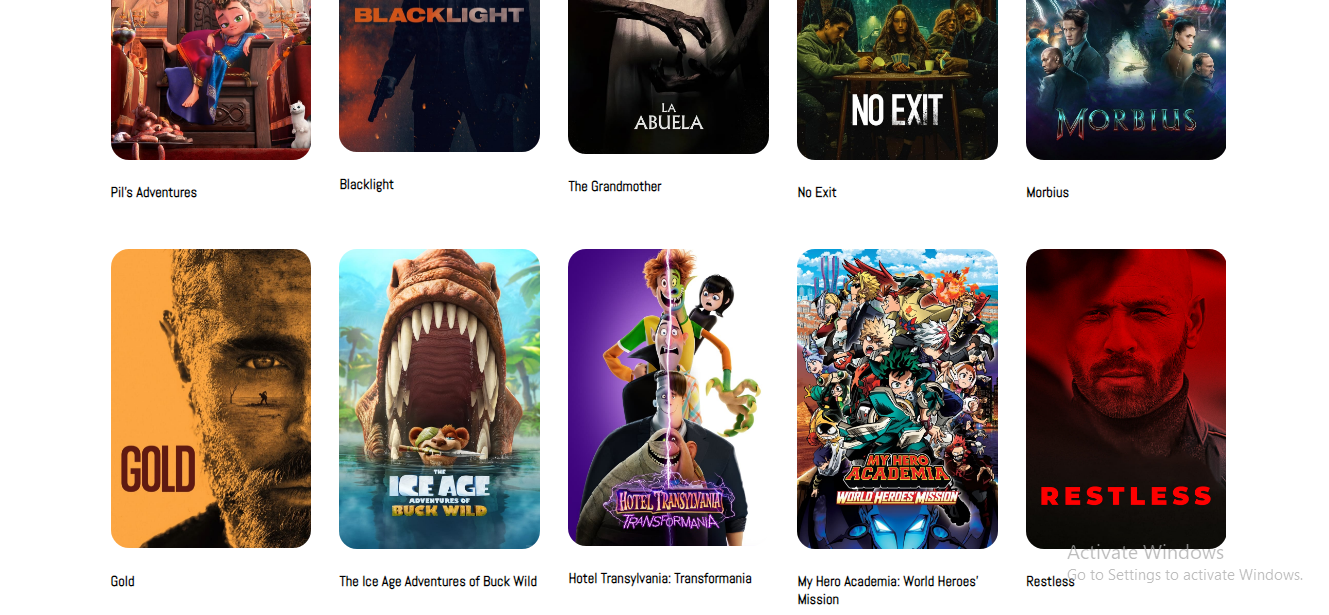 BLACKLIGHT
LA
ABUELA
NO EXIT
MORBIUS
Pil's Adventures
Blacklight
The Grandmother
No Exit
Morbius
GOLD
THE
ICE AGE
ADVENTURES OF
BUCK WILD
HOTEL TRANSYLVANIA
TRANSFORMANIA
MY HERO
ACADEMIA
WORLD HEROES MISSION
RESTLESS
Gold
The Ice Age Adventures of Buck Wild
Hotel Transylvania: Transformania
My Hero Academia: World Heroes'
Mission
Restless
Activate Windows
Go to Settings to activate Windows.